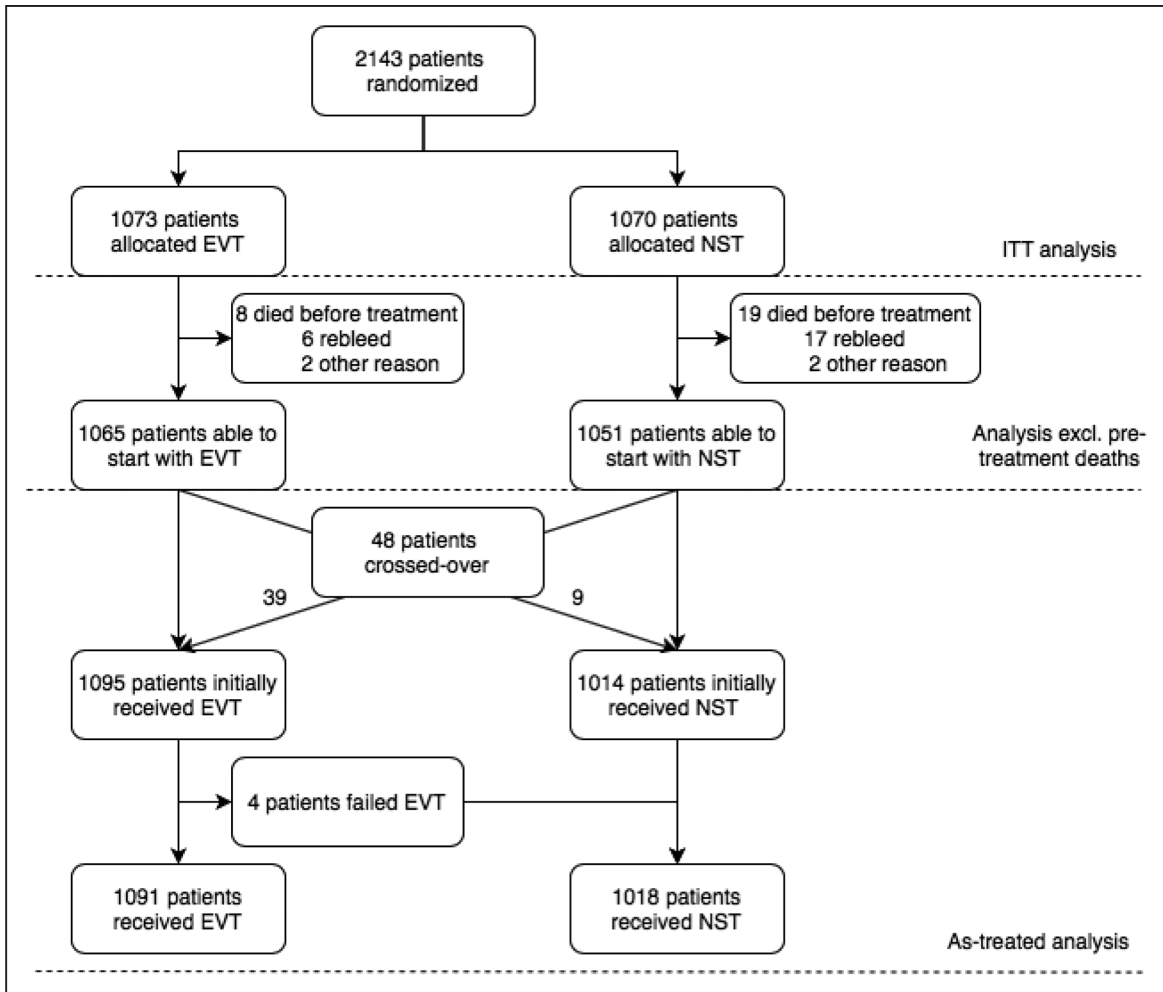 2143 patients
randomized
1073 patients
allocated EVT
1070 patients
allocated NST
ITT analysis
8 died before treatment
6 rebleed
2 other reason
19 died before treatment
17 rebleed
2 other reason
1065 patients able to
start with EVT
1051 patients able to
start with NST
Analysis excl. pre-
treatment deaths
48 patients
crossed-over
39
9
1095 patients initially
received EVT
1014 patients initially
received NST
4 patients failed EVT
1091 patients
received EVT
1018 patients
received NST
As-treated analysis